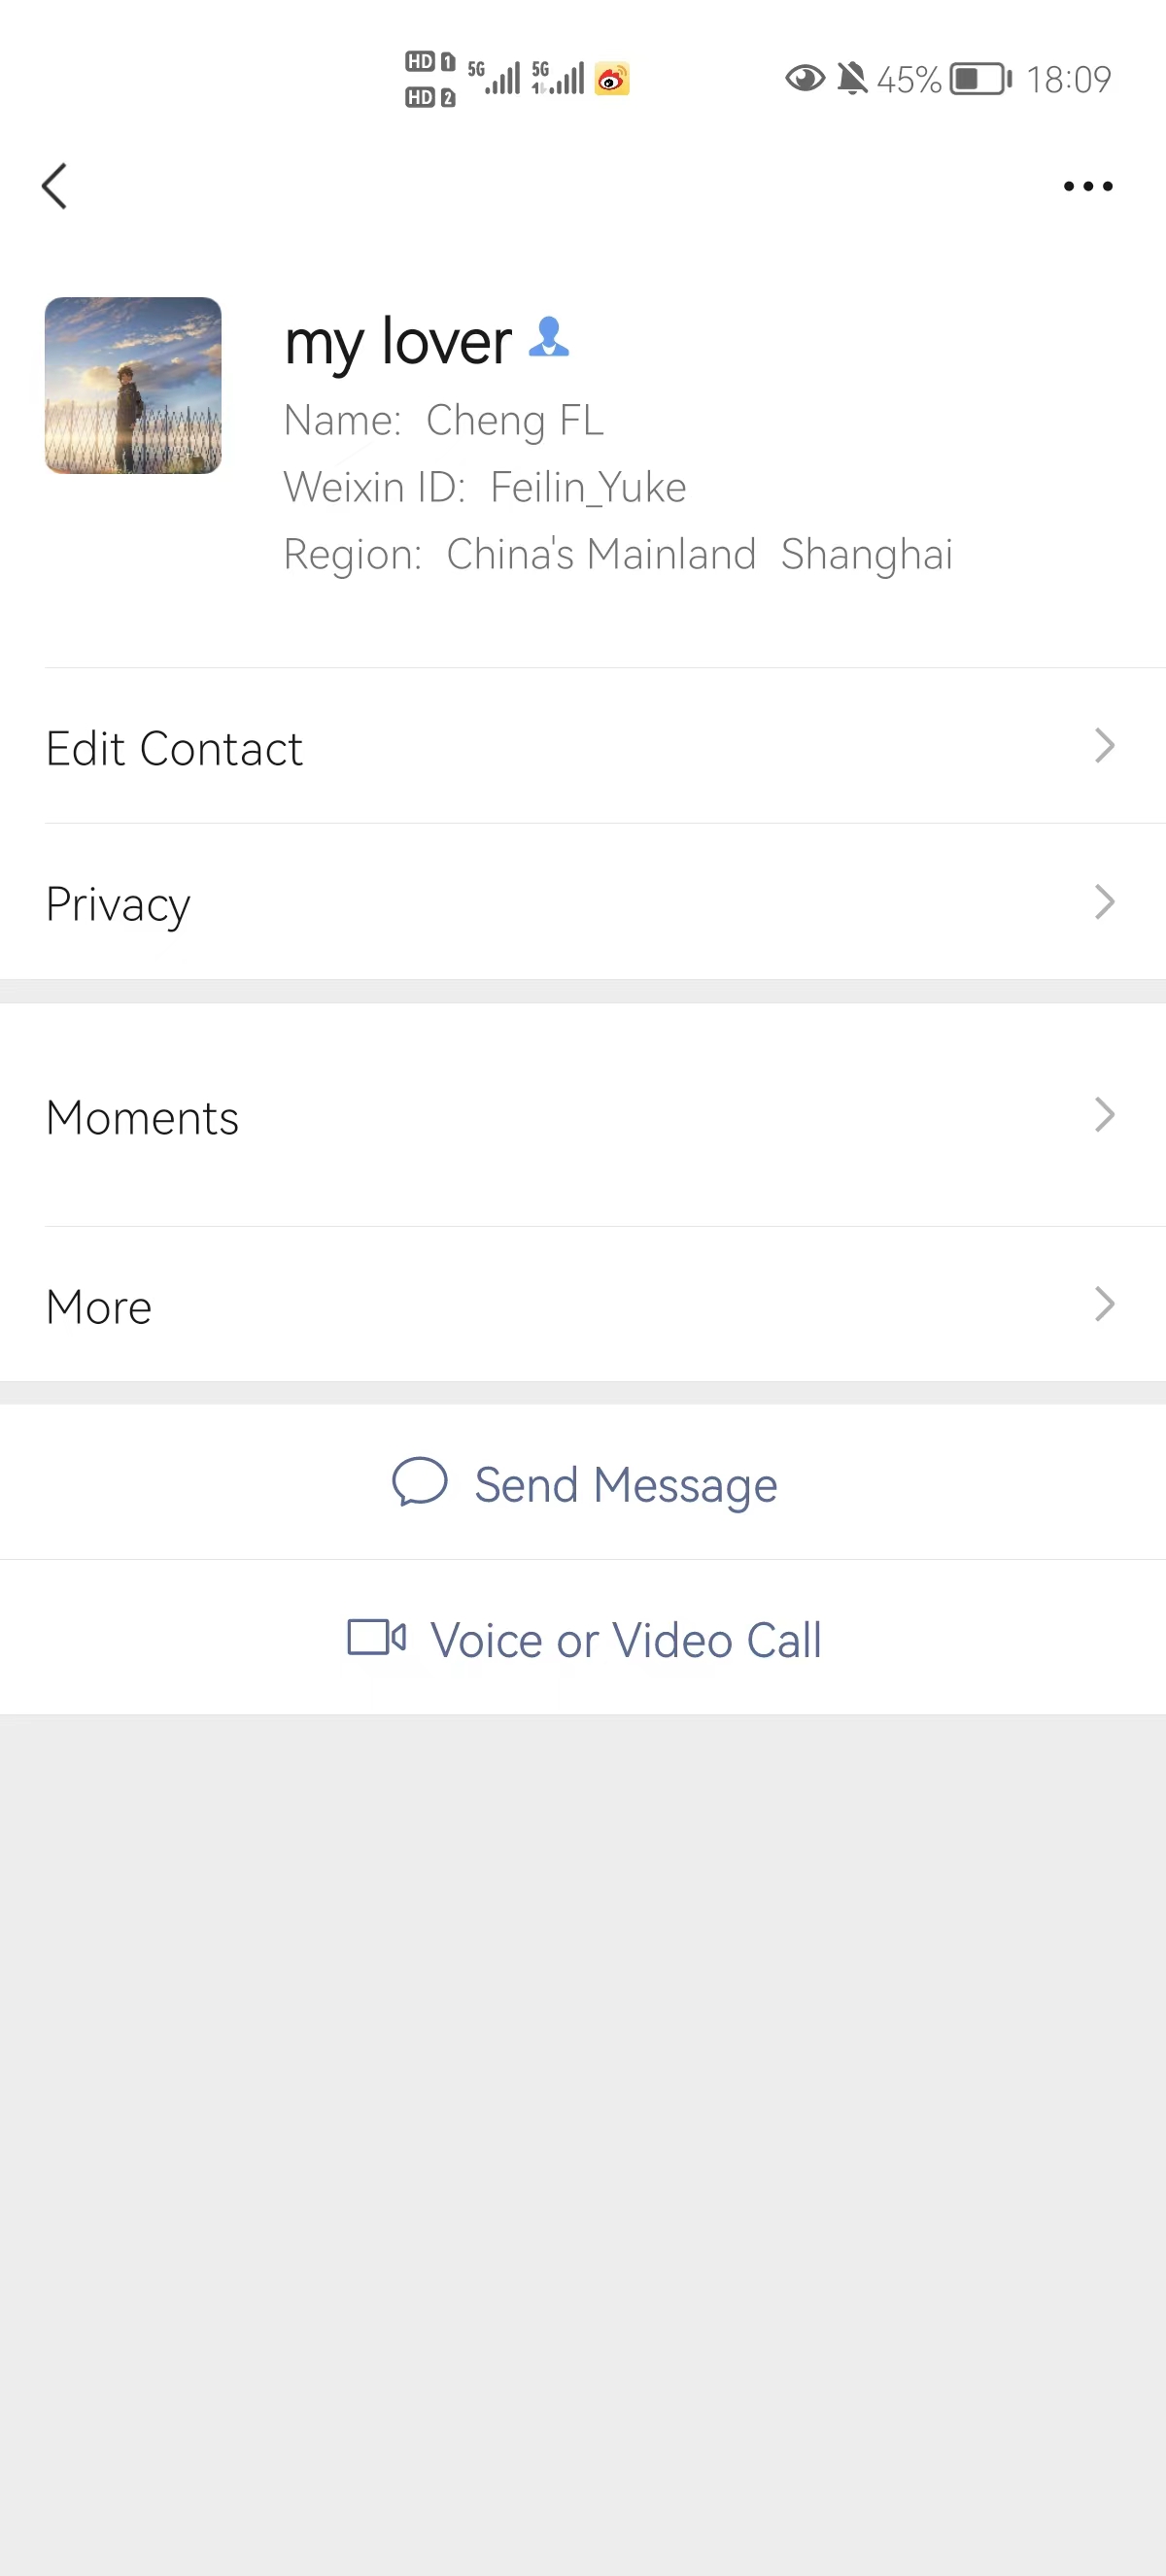 HD 1 5G 5G 45% 18:09
HD 2
my lover
Name: Cheng FL
Weixin ID: Feilin_Yuke
Region: China's Mainland Shanghai
Edit Contact
Privacy
Moments
More
Send Message
Voice or Video Call